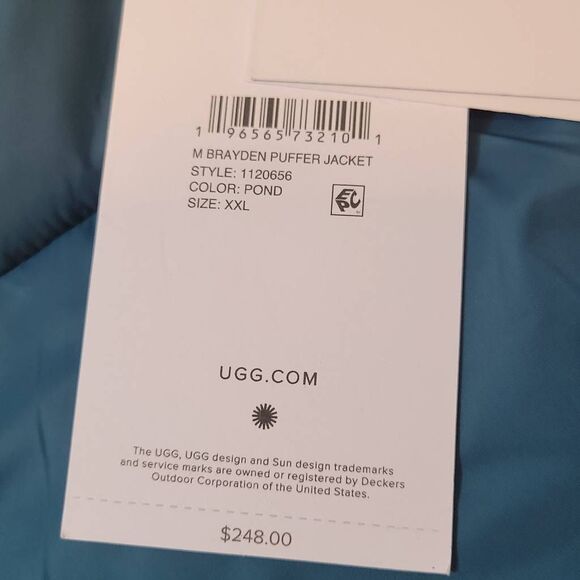 1 96565 73210 1
M BRAYDEN PUFFER JACKET
STYLE: 1120656
COLOR: POND
SIZE: XXL
EPC
UGG.COM
The UGG, UGG design and Sun design trademarks
and service marks are owned or registered by Deckers
Outdoor Corporation of the United States.
$248.00